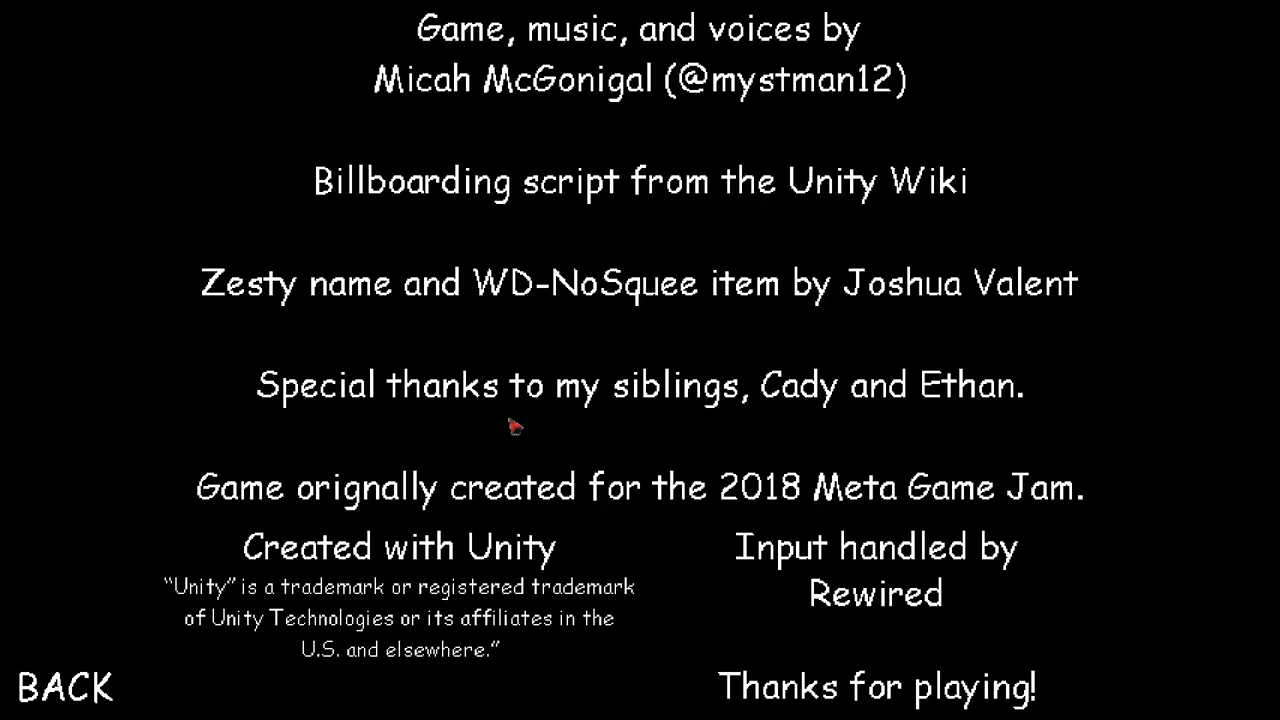 Game, music, and voices by
Micah McGonigal (@mystman12)
Billboarding script from the Unity Wiki
Zesty name and WD-NoSquee item by Joshua Valent
Special thanks to my siblings, Cady and Ethan.
Game orignally created for the 2018 Meta Game Jam.
Created with Unity
“Unity” is a trademark or registered trademark
of Unity Technologies or its affiliates in the
U.S. and elsewhere.”
Input handled by
Rewired
BACK
Thanks for playing!